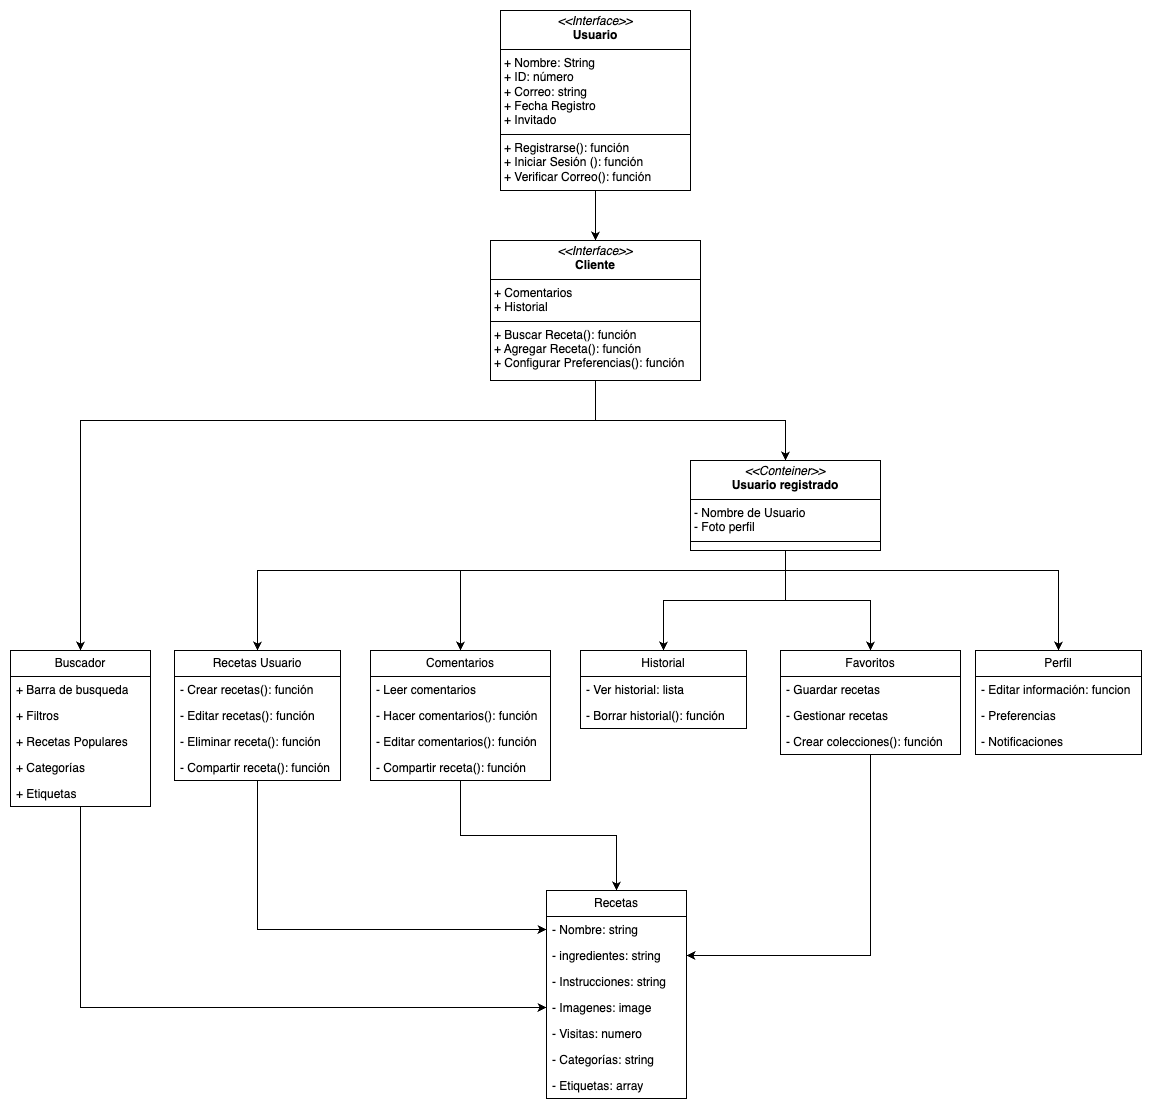 <<Interface>>
Usuario
+ Nombre: String
+ ID: número
+ Correo: string
+ Fecha Registro
+ Invitado
+ Registrarse(): función
+ Iniciar Sesión (): función
+ Verificar Correo(): función
<<Interface>>
Cliente
+ Comentarios
+ Historial
+ Buscar Receta(): función
+ Agregar Receta(): función
+ Configurar Preferencias(): función
<<Conteiner>>
Usuario registrado
- Nombre de Usuario
- Foto perfil
Buscador
+ Barra de busqueda
+ Filtros
+ Recetas Populares
+ Categorías
+ Etiquetas
Recetas Usuario
- Crear recetas(): función
- Editar recetas(): función
- Eliminar receta(): función
- Compartir receta(): función
Comentarios
- Leer comentarios
- Hacer comentarios(): función
- Editar comentarios(): función
- Compartir receta(): función
Historial
- Ver historial: lista
- Borrar historial(): función
Favoritos
- Guardar recetas
- Gestionar recetas
- Crear colecciones(): función
Perfil
- Editar información: funcion
- Preferencias
- Notificaciones
Recetas
- Nombre: string
- ingredientes: string
- Instrucciones: string
- Imagenes: image
- Visitas: numero
- Categorías: string
- Etiquetas: array